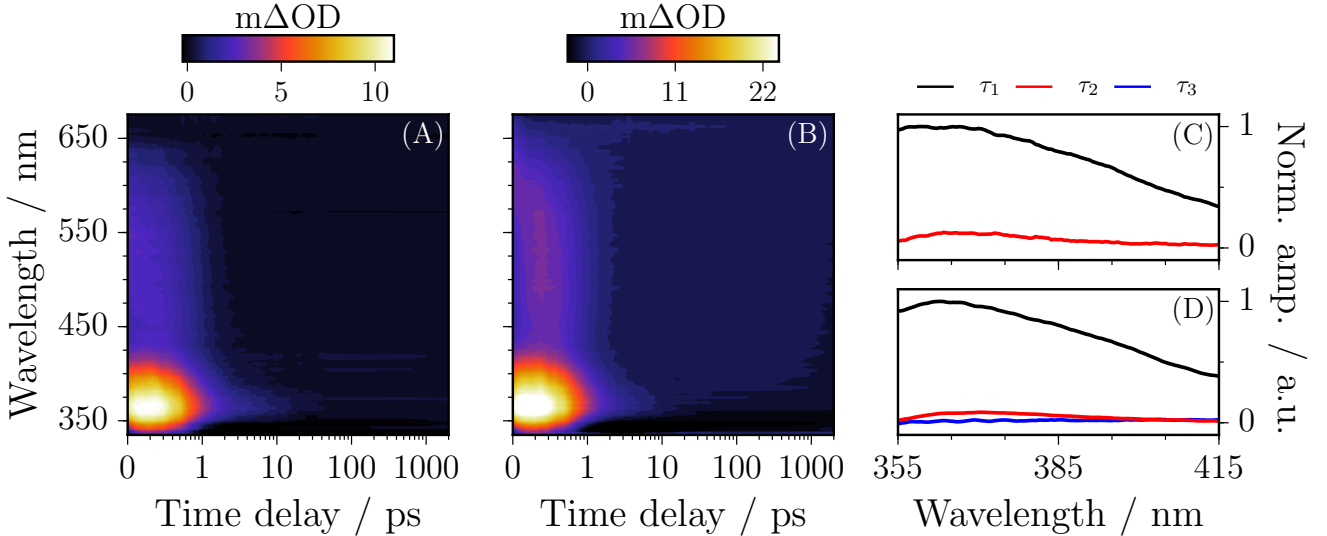 mΔOD
0 5 10
mΔOD
0 11 22
τ1 τ2 τ3
Wavelength / nm
650
550
450
350
(A)
0 1 10 100 1000
Time delay / ps
(B)
0 1 10 100 1000
Time delay / ps
(C)
1
0
(D)
1
0
355 385 415
Wavelength / nm
Norm. amp. / a.u.